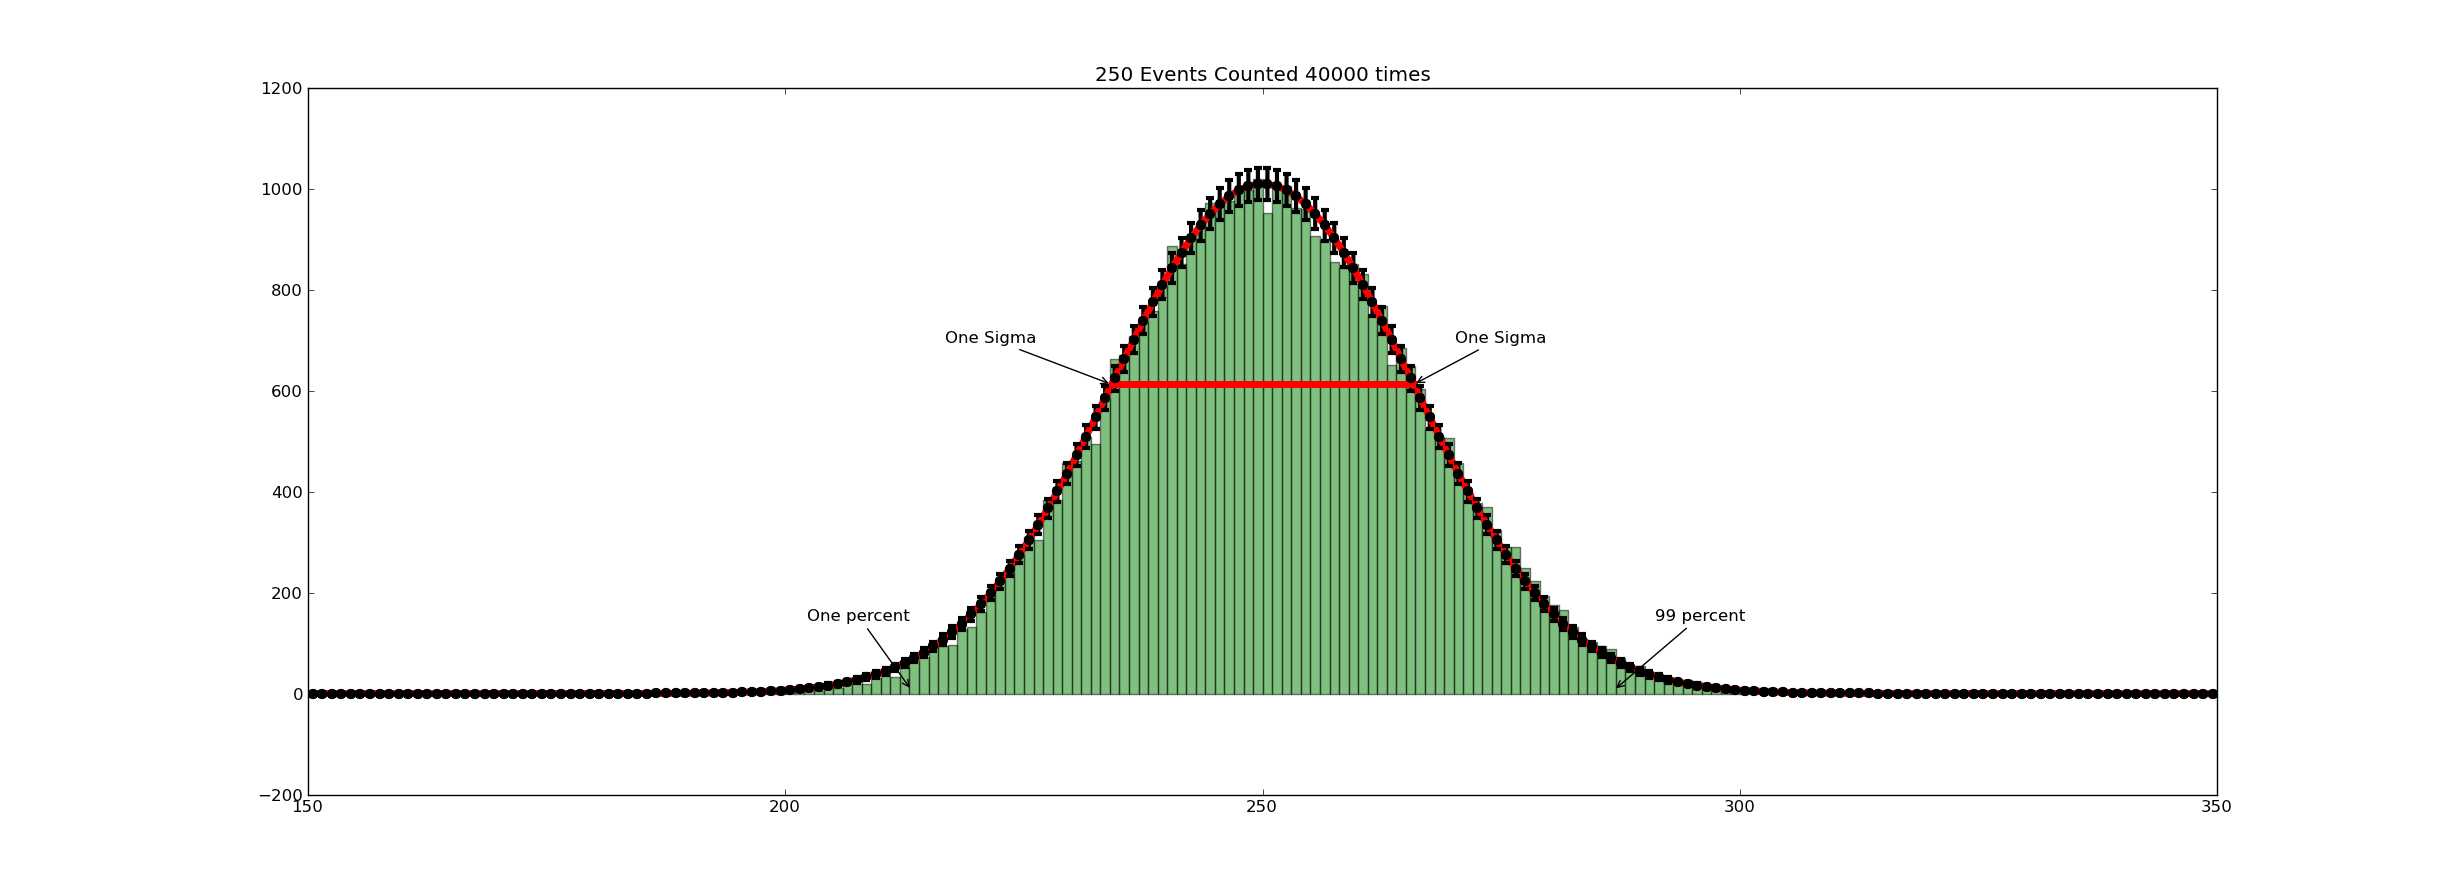 250 Events Counted 40000 times
1200
1000
800
600
400
200
0
−200
One Sigma
One Sigma
One percent
99 percent
150
200
250
300
350